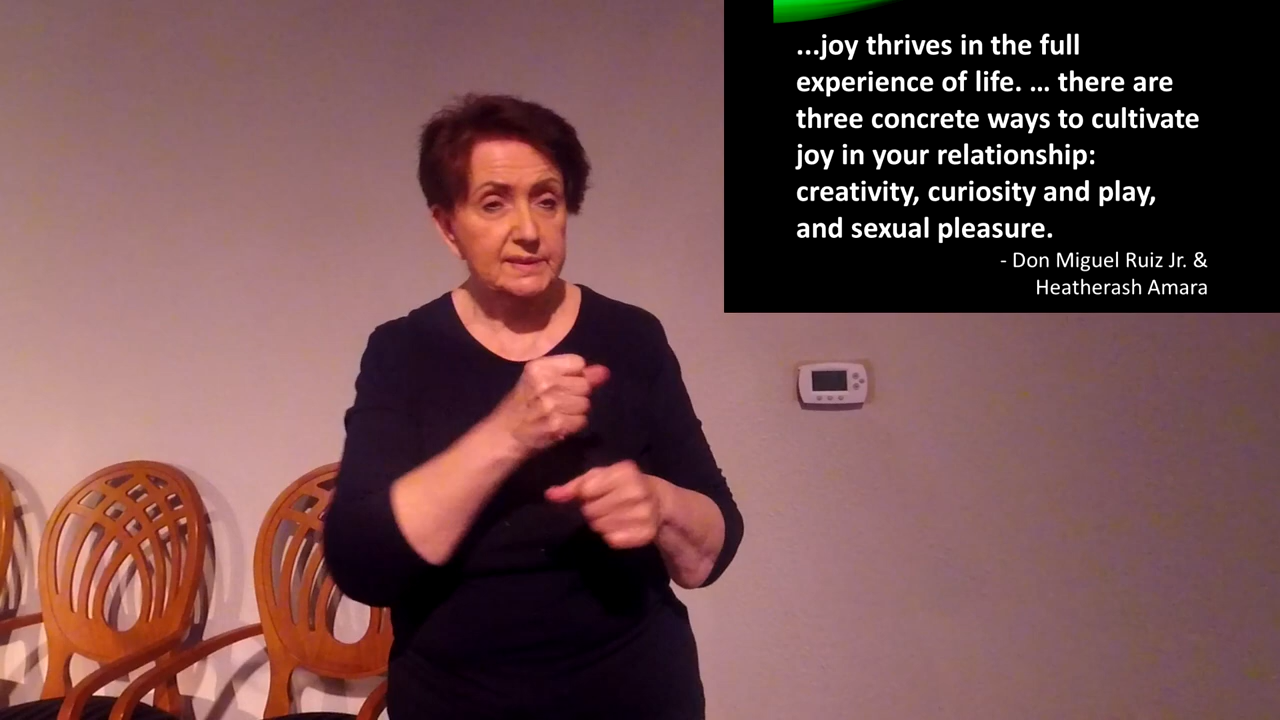 ...joy thrives in the full
experience of life. ... there are
three concrete ways to cultivate
joy in your relationship:
creativity, curiosity and play,
and sexual pleasure.
- Don Miguel Ruiz Jr. &
Heatherash Amara